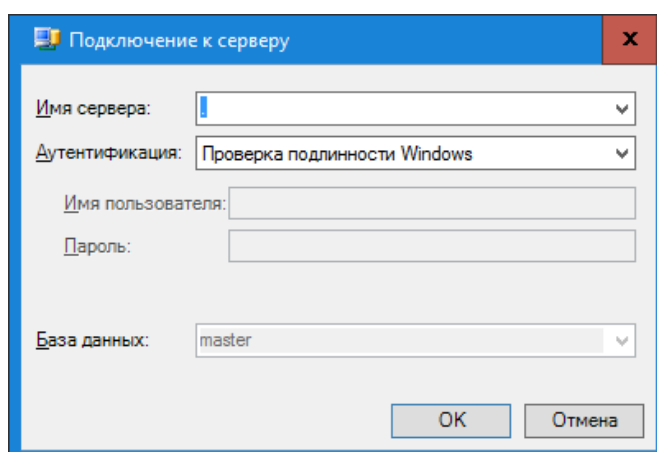 Подключение к серверу
Имя сервера: .
Аутентификация: Проверка подлинности Windows
Имя пользователя:
Пароль:
База данных: master
OK Отмена